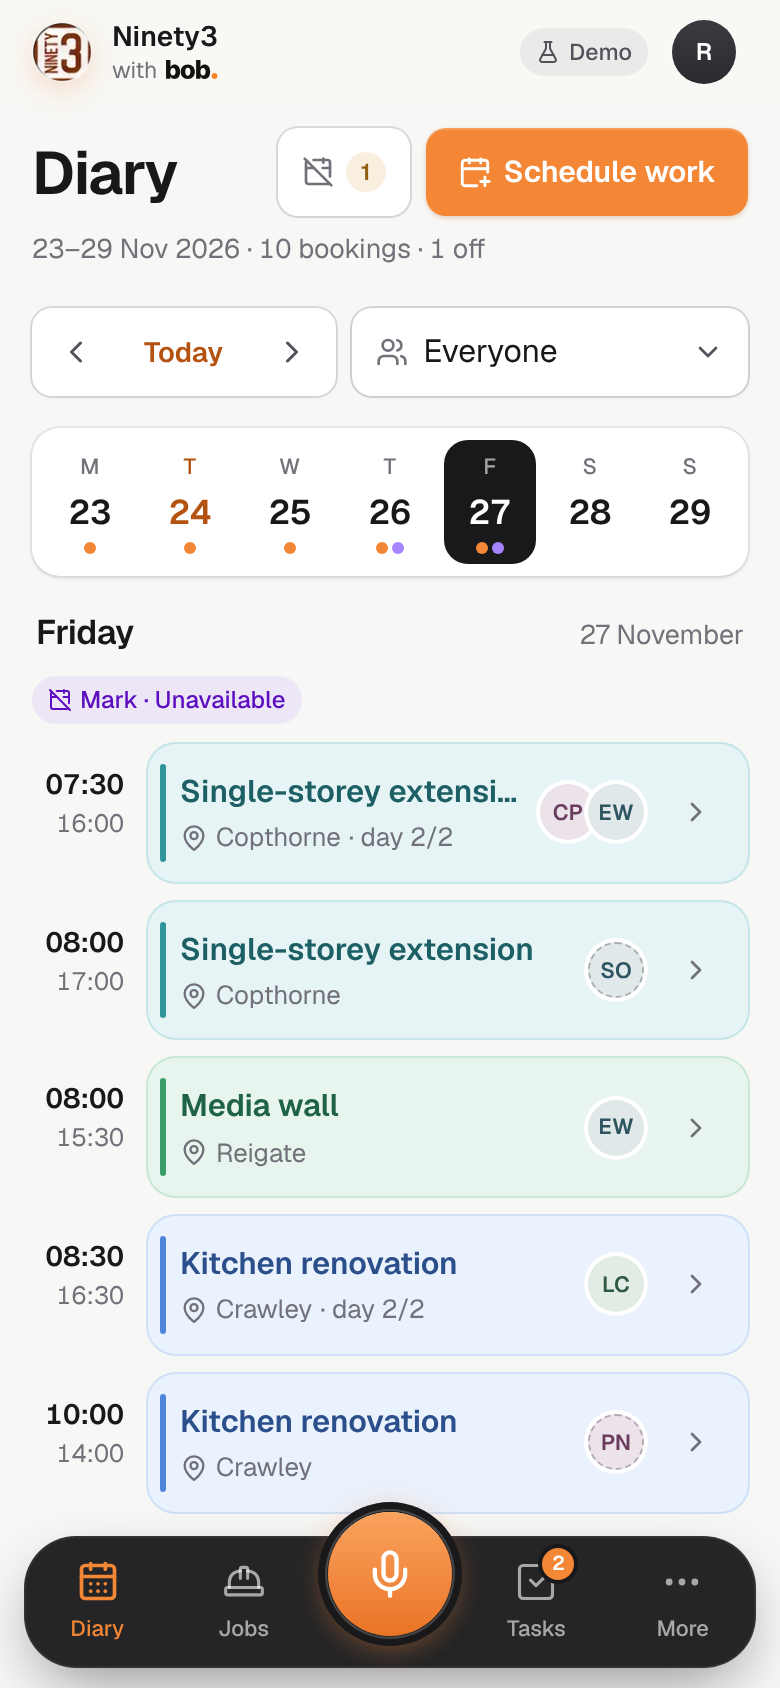 NINETY 3
Ninety3
with bob.
Demo
R
Diary
1
Schedule work
23–29 Nov 2026 · 10 bookings · 1 off
Today
Everyone
M T W T F S S
23 24 25 26 27 28 29
Friday
27 November
Mark · Unavailable
07:30
16:00
Single-storey extensi...
Copthorne · day 2/2
CP EW
08:00
17:00
Single-storey extension
Copthorne
SO
08:00
15:30
Media wall
Reigate
EW
08:30
16:30
Kitchen renovation
Crawley · day 2/2
LC
10:00
14:00
Kitchen renovation
Crawley
PN
Diary
Jobs
2
Tasks
More